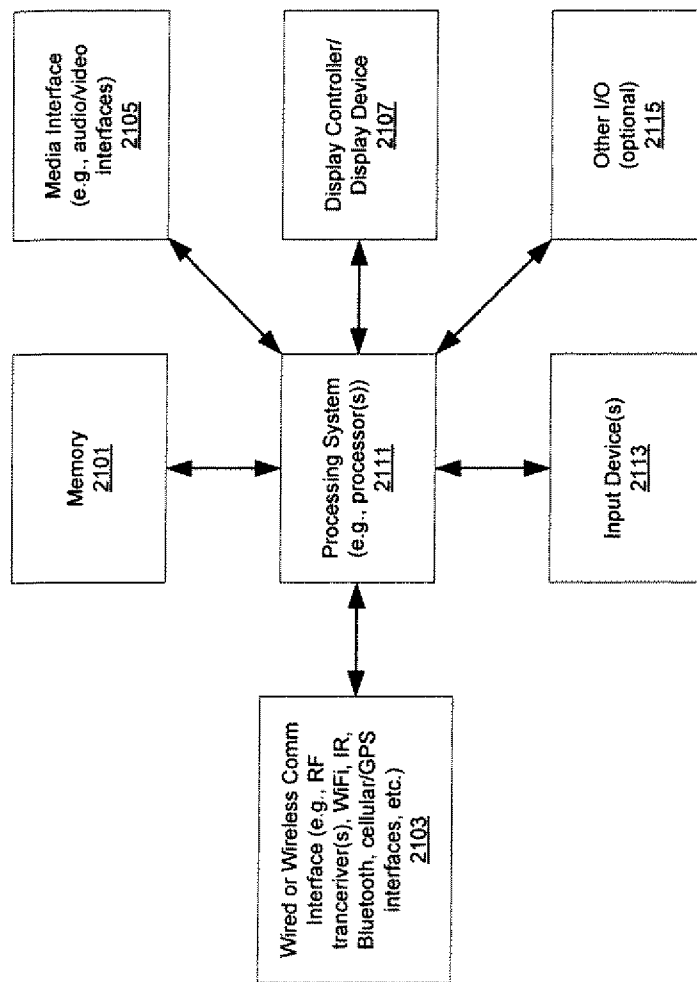 Memory
2101
Media Interface
(e.g., audio/video
interfaces)
2105
Wired or Wireless Comm
Interface (e.g., RF
tranceriver(s), WiFi, IR,
Bluetooth, cellular/GPS
interfaces, etc.)
2103
Processing System
(e.g., processor(s))
2111
Display Controller/
Display Device
2107
Input Device(s)
2113
Other I/O
(optional)
2115